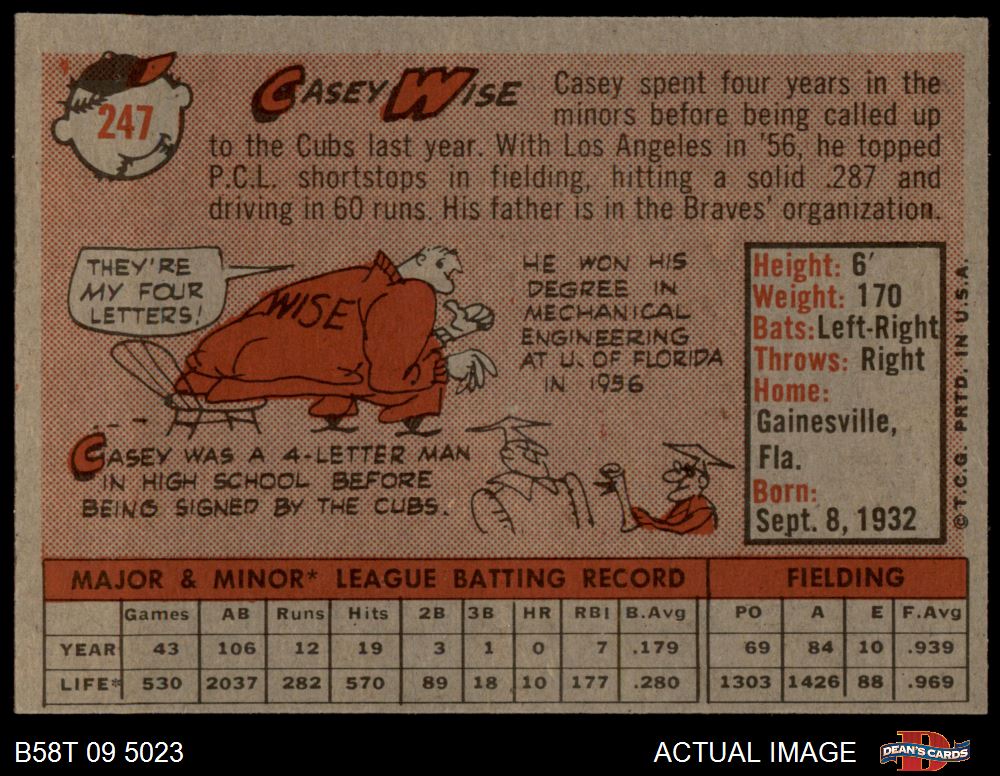 247
CASEY WISE
Casey spent four years in the
minors before being called up
to the Cubs last year. With Los Angeles in '56, he topped
P.C.L. shortstops in fielding, hitting a solid .287 and
driving in 60 runs. His father is in the Braves' organization.
THEY'RE
MY FOUR
LETTERS!
WISE
HE WON HIS
DEGREE IN
MECHANICAL
ENGINEERING
AT U. OF FLORIDA
IN 1956
CASEY WAS A 4-LETTER MAN
IN HIGH SCHOOL BEFORE
BEING SIGNED BY THE CUBS.
Height: 6'
Weight: 170
Bats: Left-Right
Throws: Right
Home:
Gainesville,
Fla.
Born:
Sept. 8, 1932
© T.C.G. PRTD. IN U.S.A.
MAJOR & MINOR* LEAGUE BATTING RECORD FIELDING
Games AB Runs Hits 2B 3B HR RBI B.Avg PO A E F.Avg
YEAR 43 106 12 19 3 1 0 7 .179 69 84 10 .939
LIFE* 530 2037 282 570 89 18 10 177 .280 1303 1426 88 .969
B58T 09 5023
ACTUAL IMAGE
D
DEAN'S CARDS